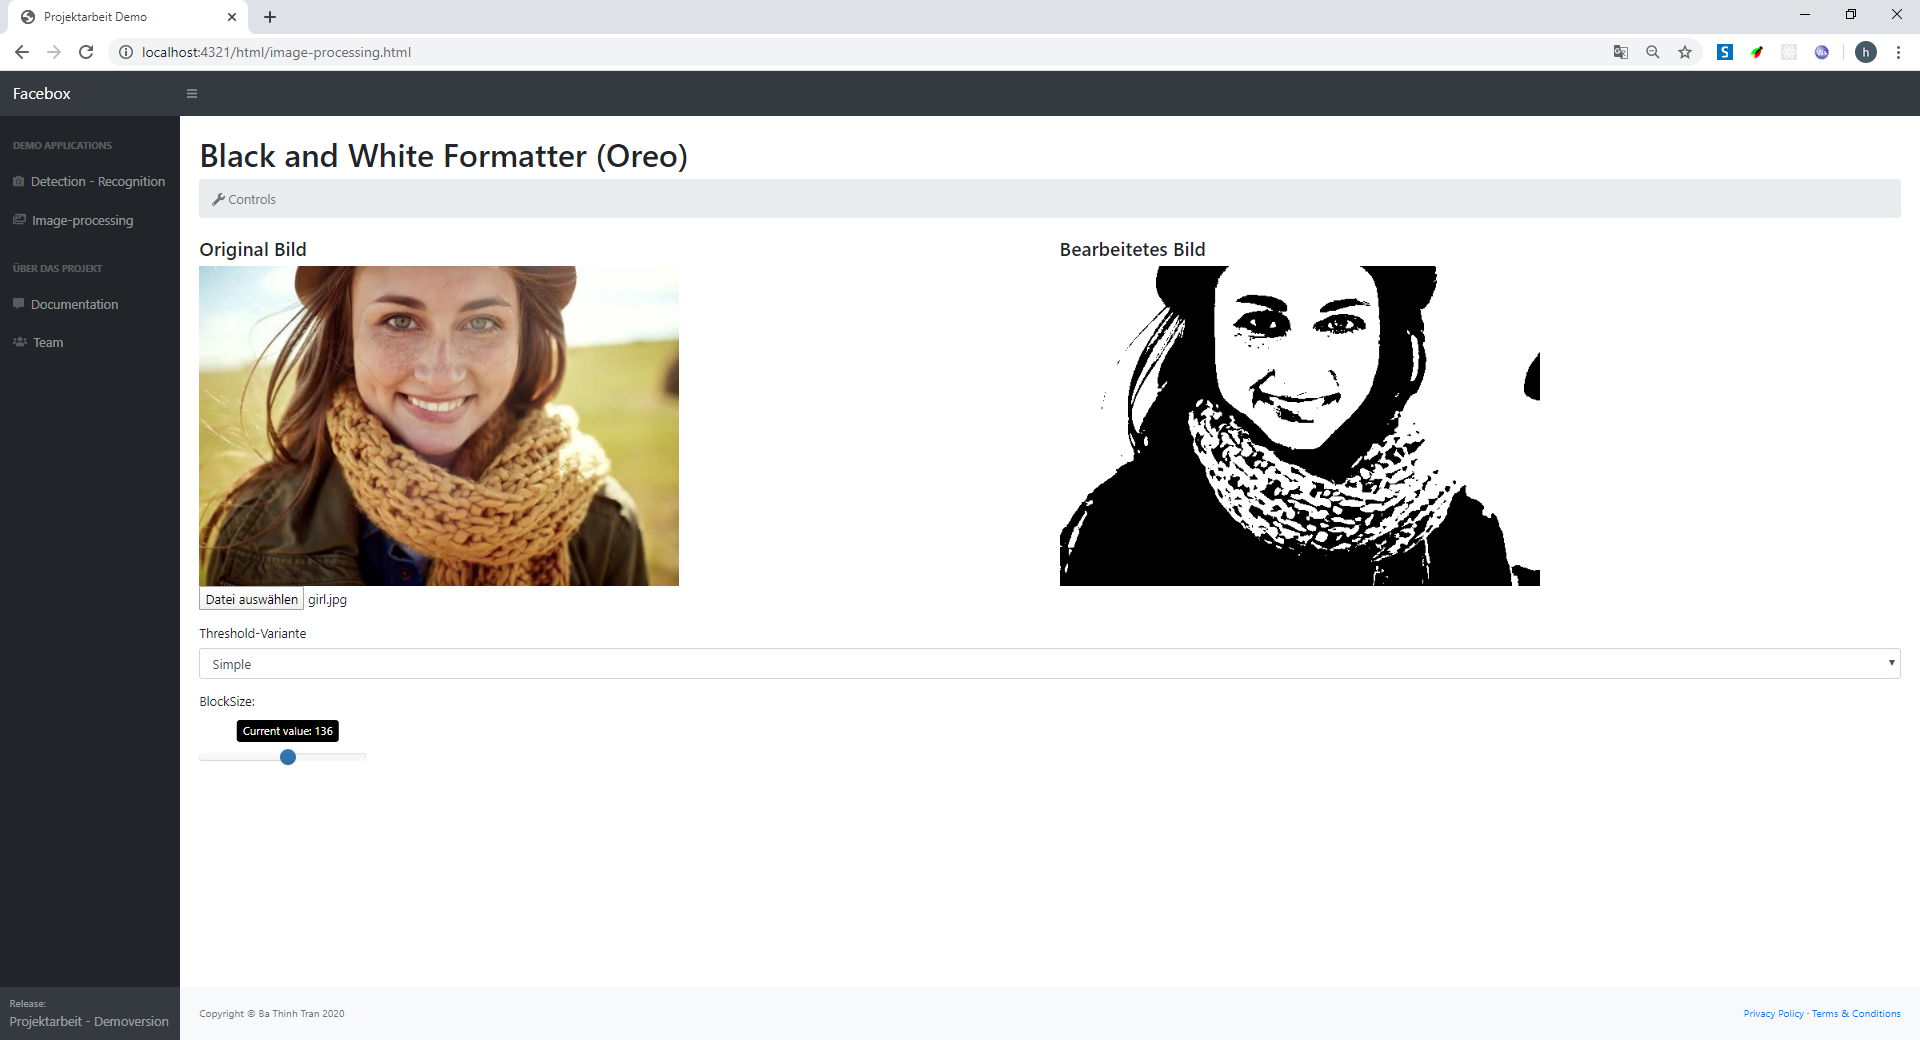 Projektarbeit Demo
localhost:4321/html/image-processing.html
S
Ws
h
Facebox
DEMO APPLICATIONS
Detection - Recognition
Image-processing
ÜBER DAS PROJEKT
Documentation
Team
Release:
Projektarbeit - Demoversion
Black and White Formatter (Oreo)
Controls
Original Bild
Bearbeitetes Bild
Datei auswählen girl.jpg
Threshold-Variante
Simple
BlockSize:
Current value: 136
Copyright © Ba Thinh Tran 2020
Privacy Policy · Terms & Conditions